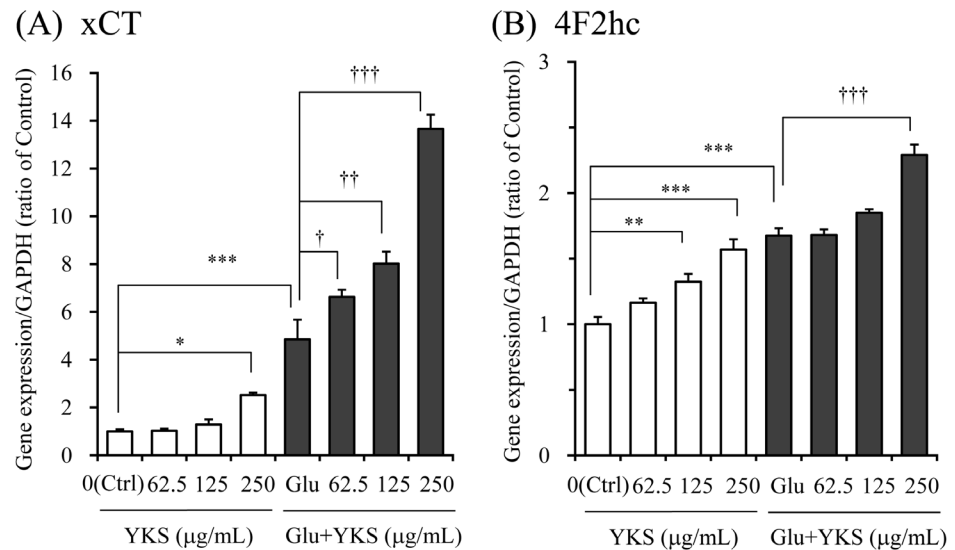 (A) xCT
Gene expression/GAPDH (ratio of Control)
16
14
12
10
8
6
4
2
0
†††
††
†
***
*
0(Ctrl) 62.5 125 250 Glu 62.5 125 250
YKS (µg/mL) Glu+YKS (µg/mL)
(B) 4F2hc
Gene expression/GAPDH (ratio of Control)
3
2
1
0
†††
***
***
**
0(Ctrl) 62.5 125 250 Glu 62.5 125 250
YKS (µg/mL) Glu+YKS (µg/mL)